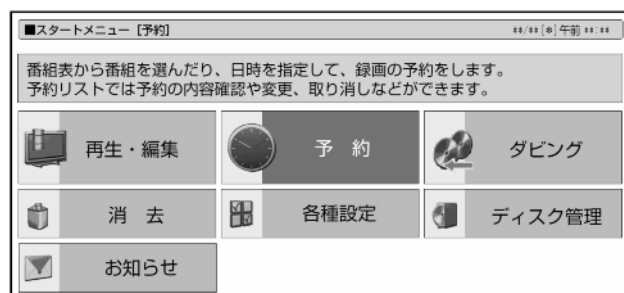 ■スタートメニュー [予約]
**/**[*]午前 **:**
番組表から番組を選んだり、日時を指定して、録画の予約をします。
予約リストでは予約の内容確認や変更、取り消しなどができます。
再生・編集
予 約
ダビング
消 去
各種設定
ディスク管理
お知らせ